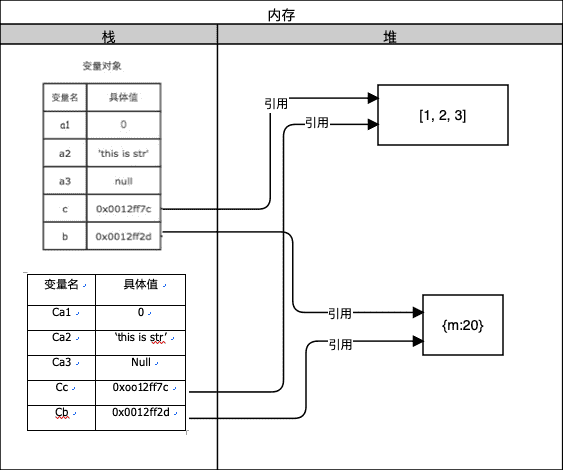 内存
栈
堆
变量对象
变量名 具体值
a1 0
a2 'this is str'
a3 null
c 0x0012ff7c
b 0x0012ff2d
引用
引用
[1, 2, 3]
变量名 具体值
Ca1 0
Ca2 ‘this is str’
Ca3 Null
Cc 0xoo12ff7c
Cb 0x0012ff2d
引用
引用
{m:20}